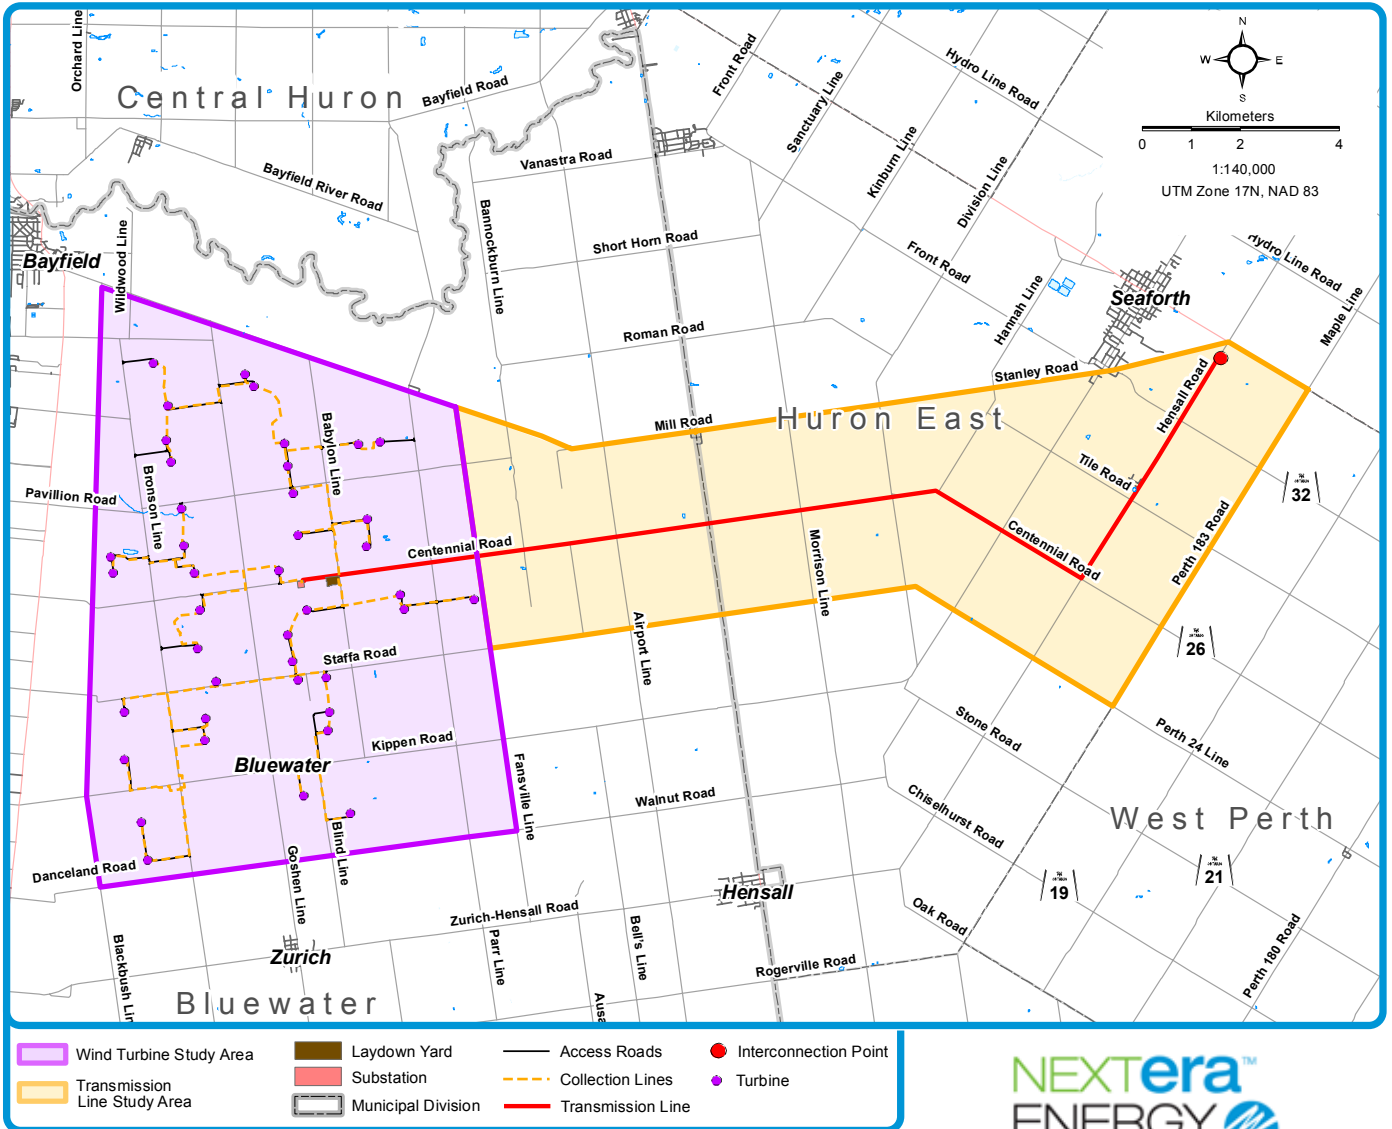 Orchard Line
Central Huron
Bayfield Road
Front Road
Hydro Line Road
Sanctuary Line
Kinburn Line
Division Line
N
W
E
S
Kilometers
0 1 2 4
1:140,000
UTM Zone 17N, NAD 83
Vanastra Road
Bayfield River Road
Bannockburn Line
Short Horn Road
Front Road
Hydro Line Road
Wildwood Line
Bayfield
Hannah Line
Seaforth
Maple Line
Roman Road
Stanley Road
Hensall Road
Mill Road
Huron East
Babylon Line
Bronson Line
Pavillion Road
Tile Road
32
Centennial Road
Centennial Road
Perth 183 Road
Morrison Line
Airport Line
Staffa Road
26
Stone Road
Perth 24 Line
Kippen Road
Bluewater
Fansville Line
Walnut Road
Chiselhurst Road
West Perth
Blind Line
Goshen Line
Danceland Road
21
19
Hensall
Zurich-Hensall Road
Oak Road
Perth 180 Road
Zurich
Blackbush Lin
Parr Line
Bell's Line
Rogerville Road
Ausa
Bluewater
Wind Turbine Study Area
Transmission
Line Study Area
Laydown Yard
Substation
Municipal Division
Access Roads
Collection Lines
Transmission Line
Interconnection Point
Turbine
NEXTera™
ENERGY